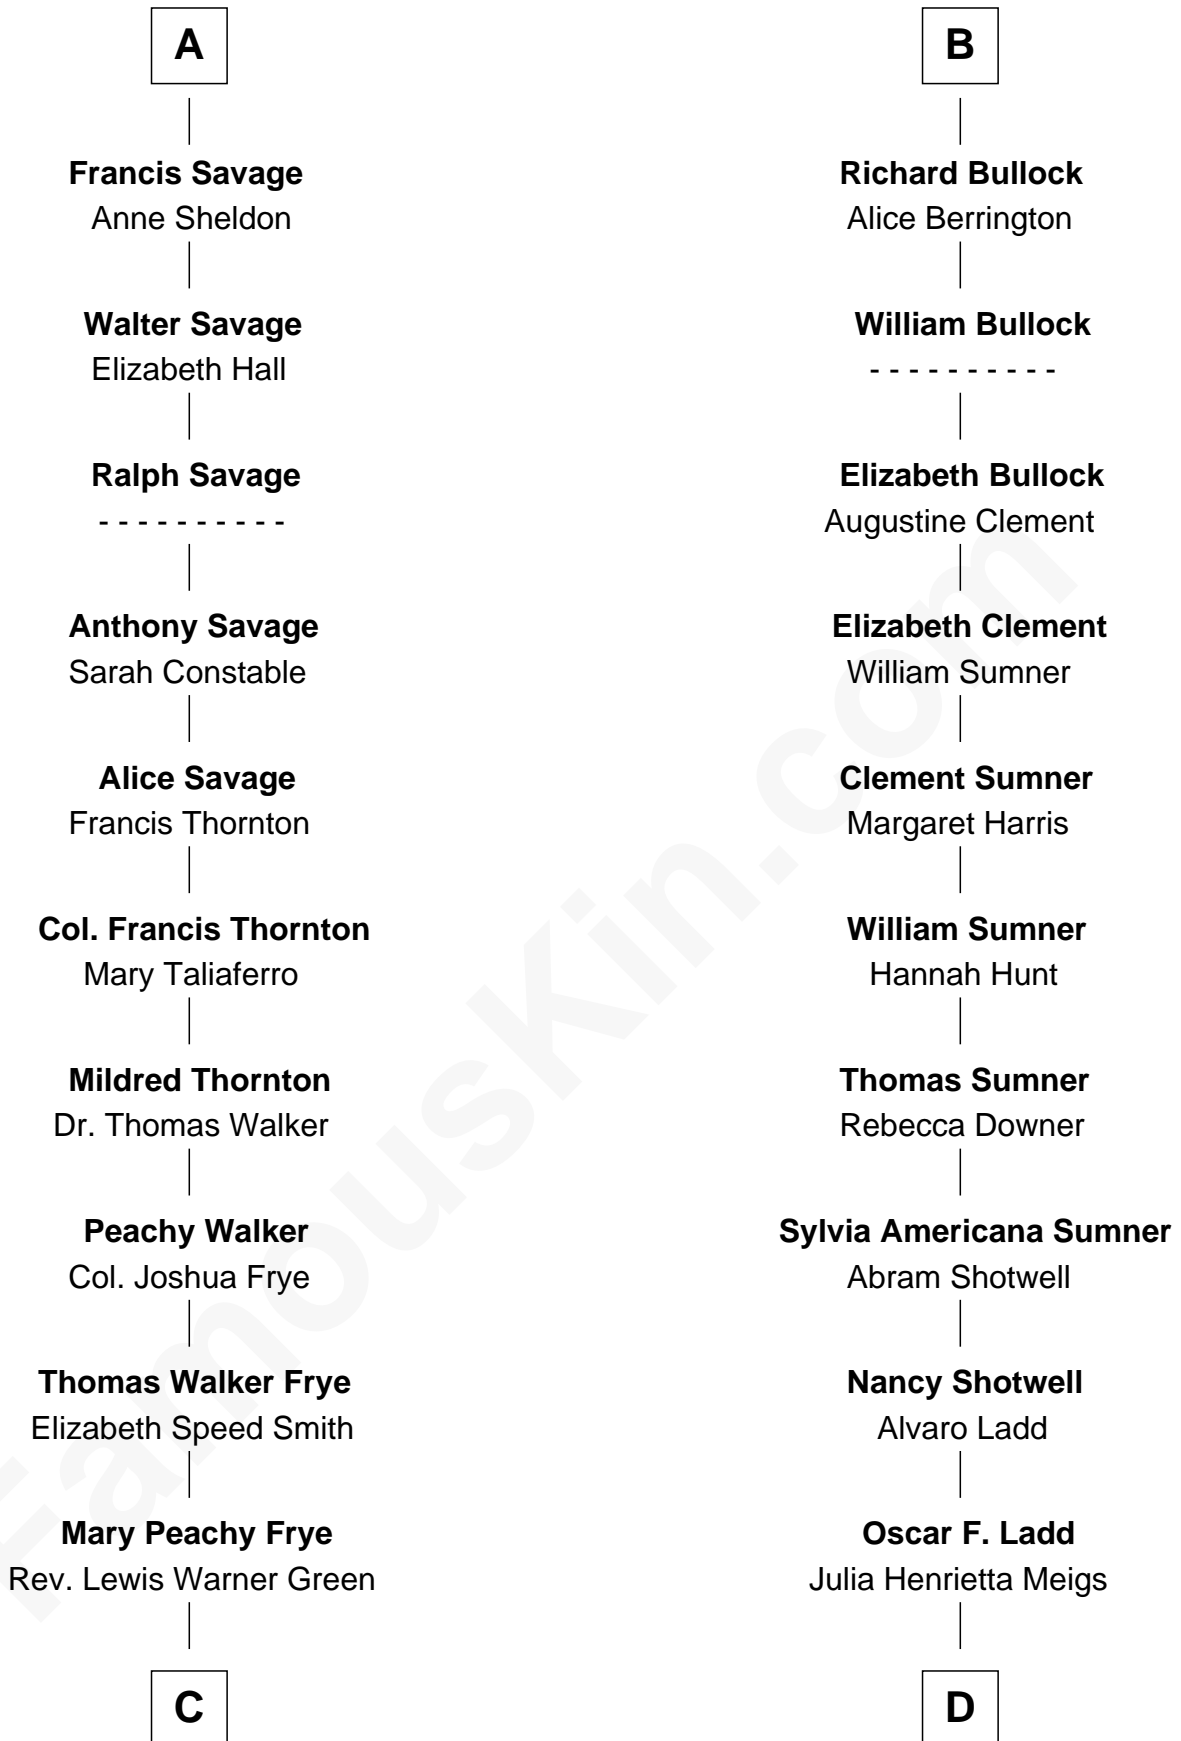 A
Francis Savage
Anne Sheldon
Walter Savage
Elizabeth Hall
Ralph Savage
- - - - - - - - - -
Anthony Savage
Sarah Constable
Alice Savage
Francis Thornton
Col. Francis Thornton
Mary Taliaferro
Mildred Thornton
Dr. Thomas Walker
Peachy Walker
Col. Joshua Frye
Thomas Walker Frye
Elizabeth Speed Smith
Mary Peachy Frye
Rev. Lewis Warner Green
C
B
Richard Bullock
Alice Berrington
William Bullock
- - - - - - - - - -
Elizabeth Bullock
Augustine Clement
Elizabeth Clement
William Sumner
Clement Sumner
Margaret Harris
William Sumner
Hannah Hunt
Thomas Sumner
Rebecca Downer
Sylvia Americana Sumner
Abram Shotwell
Nancy Shotwell
Alvaro Ladd
Oscar F. Ladd
Julia Henrietta Meigs
D
FamousKin.com